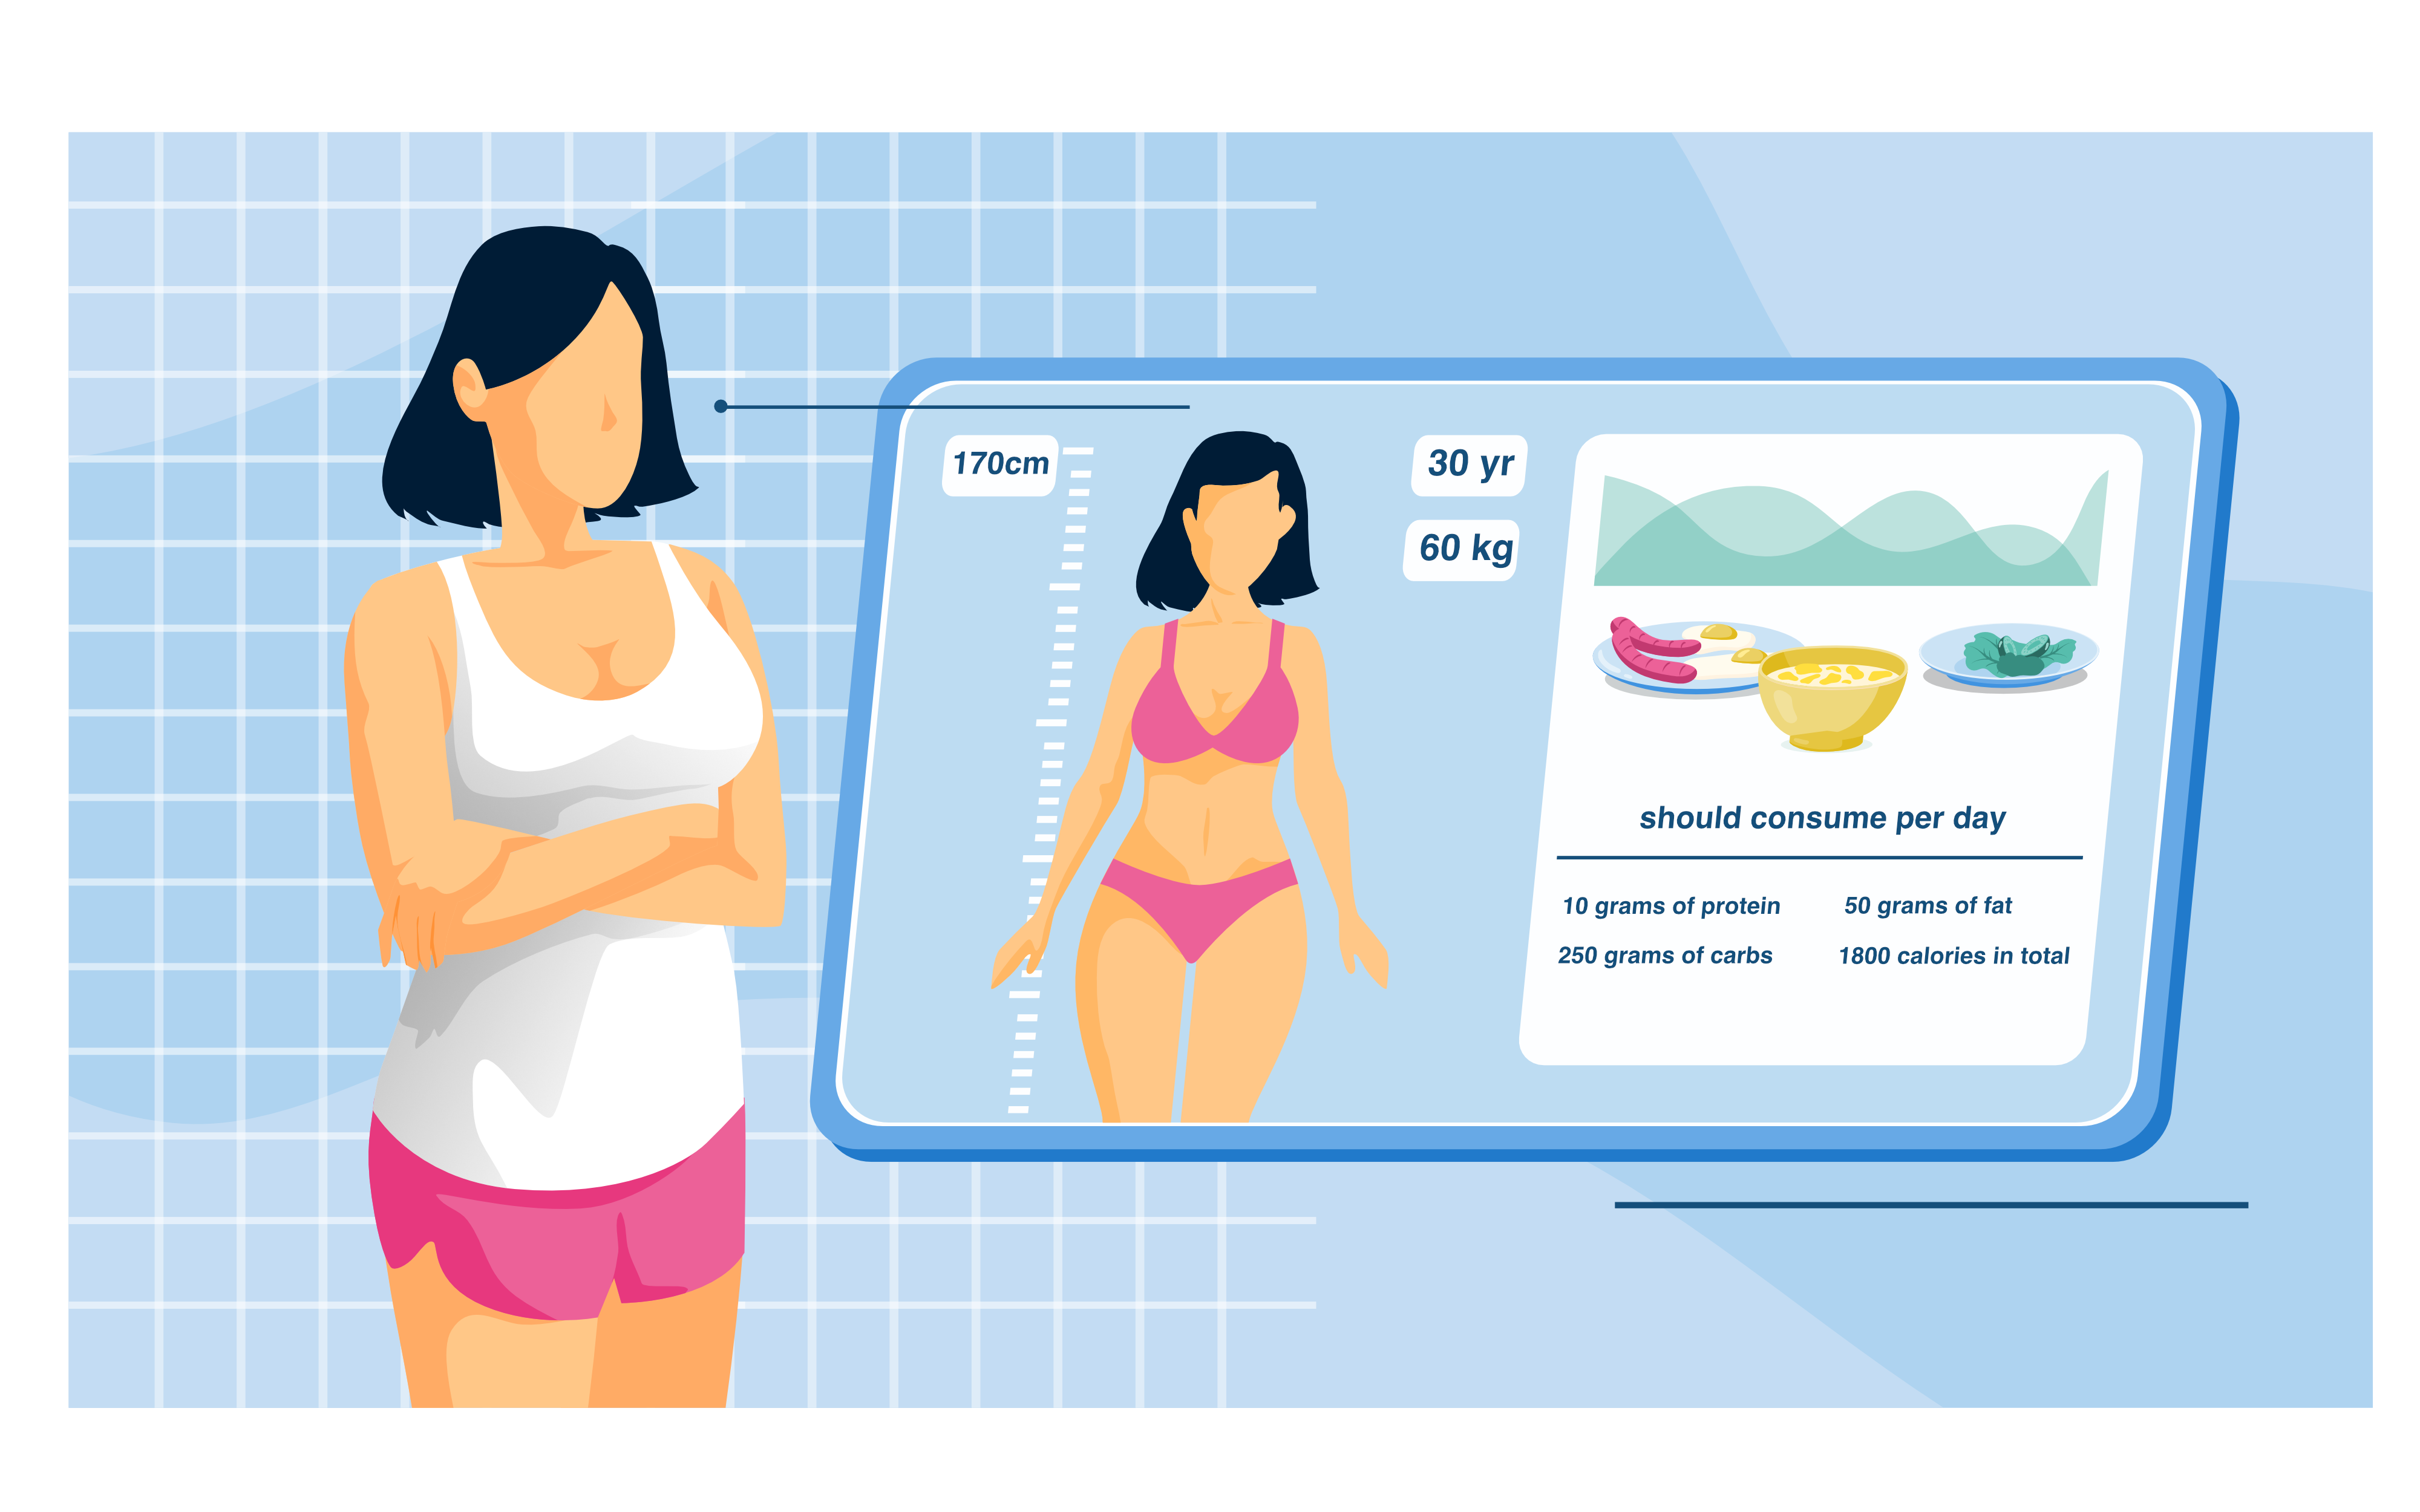 170cm
30 yr
60 kg
should consume per day
10 grams of protein
50 grams of fat
250 grams of carbs
1800 calories in total